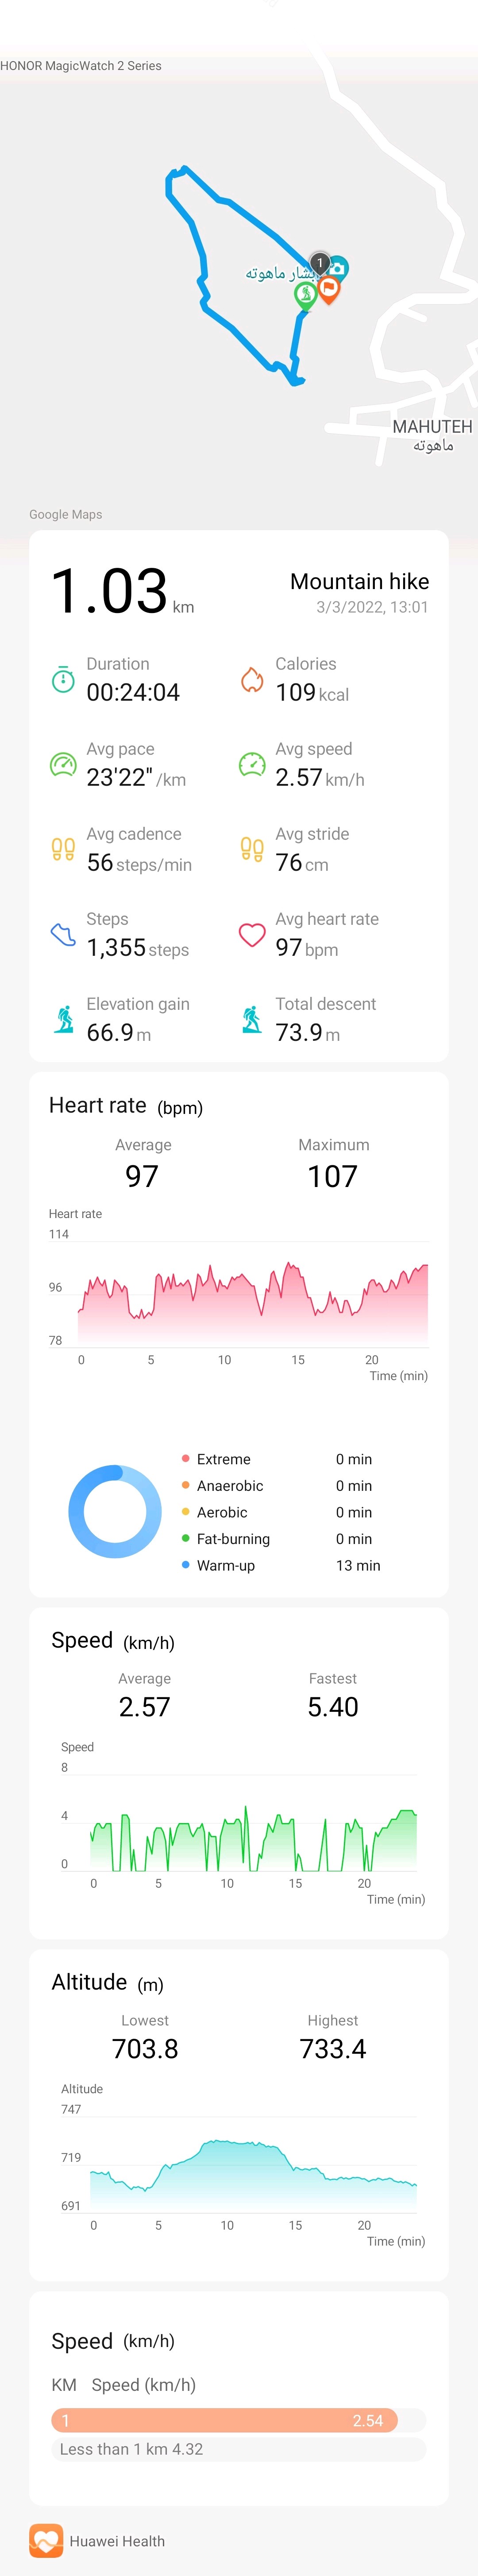 HONOR MagicWatch 2 Series
1
آبشار ماهوته
MAHUTEH
ماهوته
Google Maps
1.03 km
Mountain hike
3/3/2022, 13:01
Duration Calories
00:24:04 109 kcal
Avg pace Avg speed
23'22" /km 2.57 km/h
Avg cadence Avg stride
56 steps/min 76 cm
Steps Avg heart rate
1,355 steps 97 bpm
Elevation gain Total descent
66.9 m 73.9 m
Heart rate (bpm)
Average Maximum
97 107
Heart rate
114
96
78
0 5 10 15 20
Time (min)
Extreme 0 min
Anaerobic 0 min
Aerobic 0 min
Fat-burning 0 min
Warm-up 13 min
Speed (km/h)
Average Fastest
2.57 5.40
Speed
8
4
0
0 5 10 15 20
Time (min)
Altitude (m)
Lowest Highest
703.8 733.4
Altitude
747
719
691
0 5 10 15 20
Time (min)
Speed (km/h)
KM Speed (km/h)
1 2.54
Less than 1 km 4.32
Huawei Health